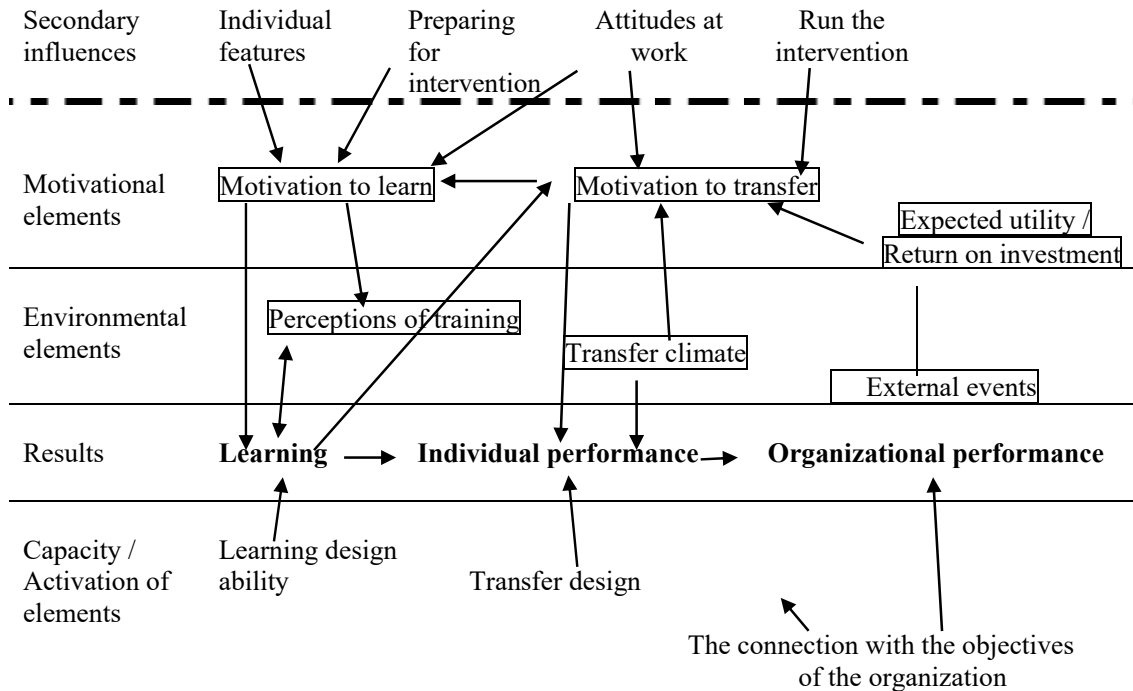 Secondary
influences
Individual
features
Preparing
for
intervention
Attitudes at
work
Run the
intervention
Motivational
elements
Motivation to learn
Motivation to transfer
Expected utility /
Return on investment
Environmental
elements
Perceptions of training
Transfer climate
External events
Results
Learning
Individual performance
Organizational performance
Capacity /
Activation of
elements
Learning design
ability
Transfer design
The connection with the objectives
of the organization